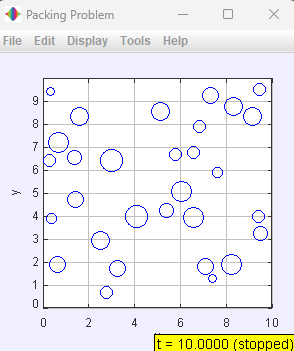 Packing Problem
File Edit Display Tools Help
9
8
7
6
y
5
4
3
2
1
0
0 2 4 6 8 10
t = 10.0000 (stopped)